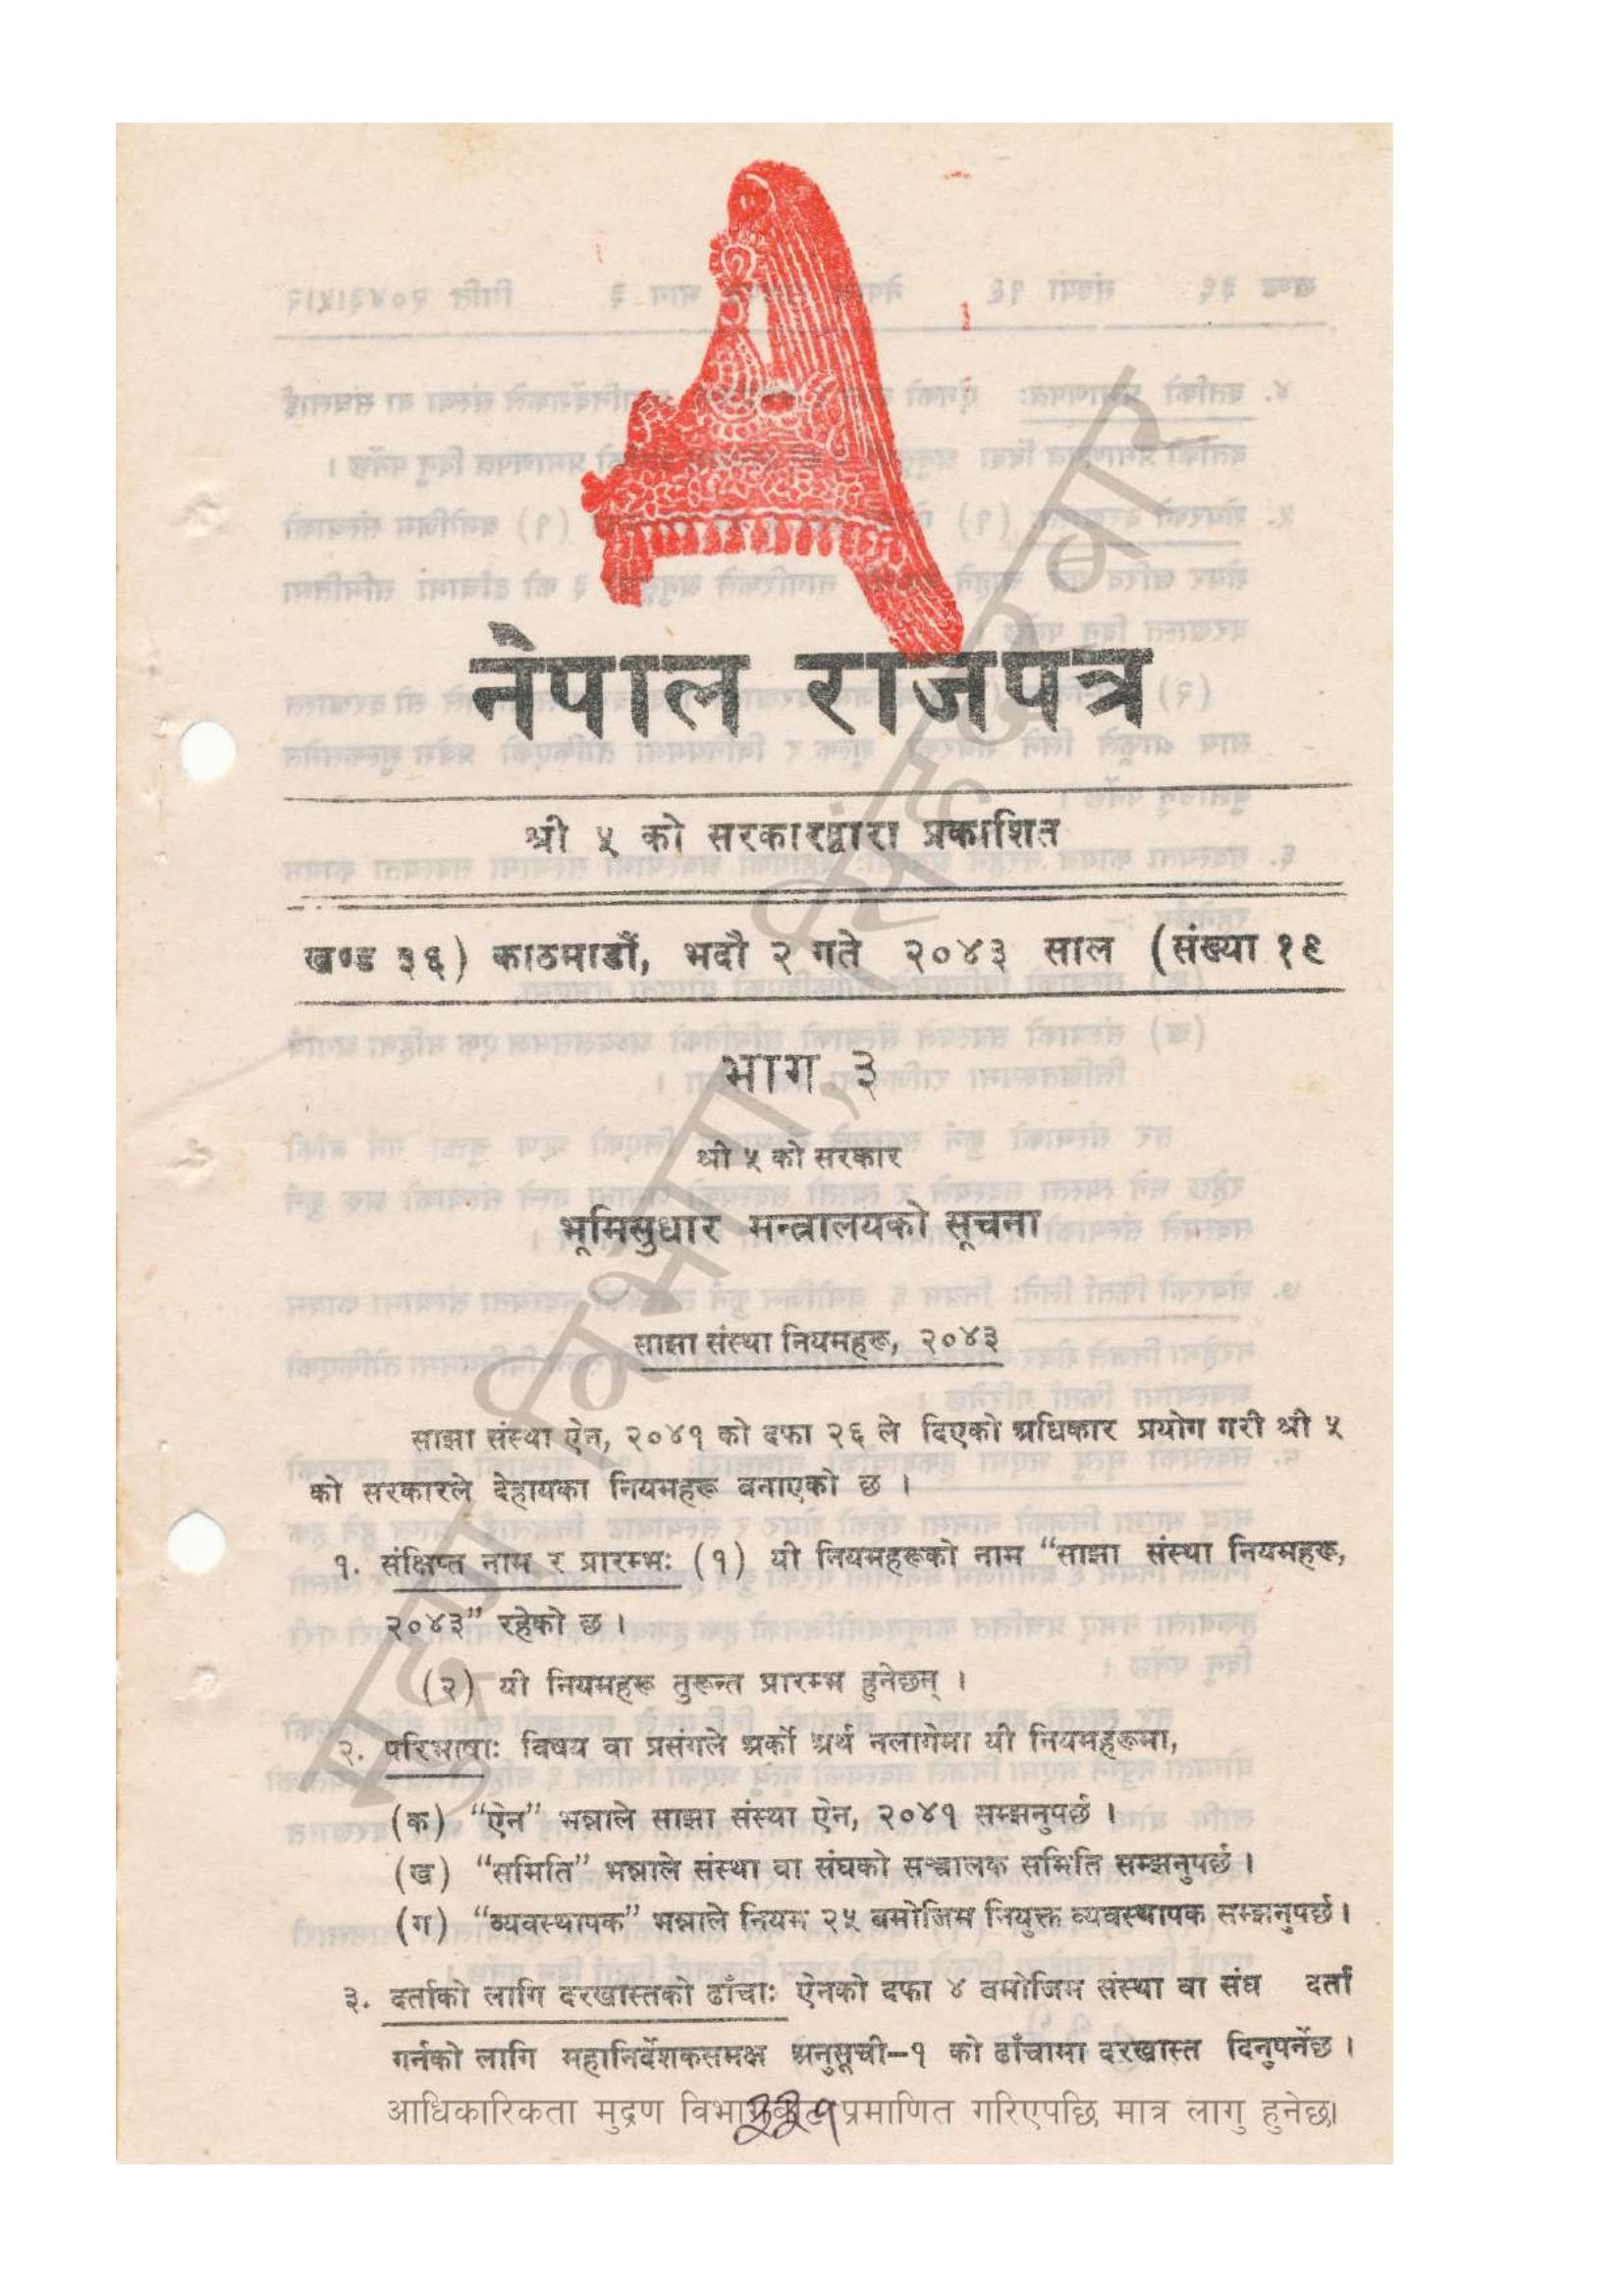 नेपाल राजपत्र
श्री ५ को सरकारद्वारा प्रकाशित
खण्ड ३६) काठमाडौं, भदौ २ गते २०४३ साल (संख्या १९
भाग ३
श्री ५ को सरकार
भूमिसुधार मन्त्रालयको सूचना
साझा संस्था नियमहरू, २०४३
साझा संस्था ऐन, २०४१ को दफा २६ ले दिएको अधिकार प्रयोग गरी श्री ५
को सरकारले देहायका नियमहरू बनाएको छ ।
१. संक्षिप्त नाम र प्रारम्भः (१) यी नियमहरूको नाम “साझा संस्था नियमहरू,
२०४३” रहेको छ ।
(२) यी नियमहरू तुरुन्त प्रारम्भ हुनेछन् ।
२. परिभाषाः विषय वा प्रसंगले अर्को अर्थ नलागेमा यी नियमहरूमा,
(क) “ऐन” भन्नाले साझा संस्था ऐन, २०४१ सम्झनुपर्छ ।
(ख) “समिति” भन्नाले संस्था वा संघको सञ्चालक समिति सम्झनुपर्छ ।
(ग) “व्यवस्थापक” भन्नाले नियम २५ बमोजिम नियुक्त व्यवस्थापक सम्झनुपर्छ ।
३. दर्ताको लागि दरखास्तको ढाँचाः ऐनको दफा ४ बमोजिम संस्था वा संघ दर्ता
गर्नको लागि महानिर्देशकसमक्ष अनुसूची–१ को ढाँचामा दरखास्त दिनुपर्नेछ ।
आधिकारिकता मुद्रण विभागबाट प्रमाणित गरिएपछि मात्र लागु हुनेछ।
मुद्रण विभाग, सिंहदरबार